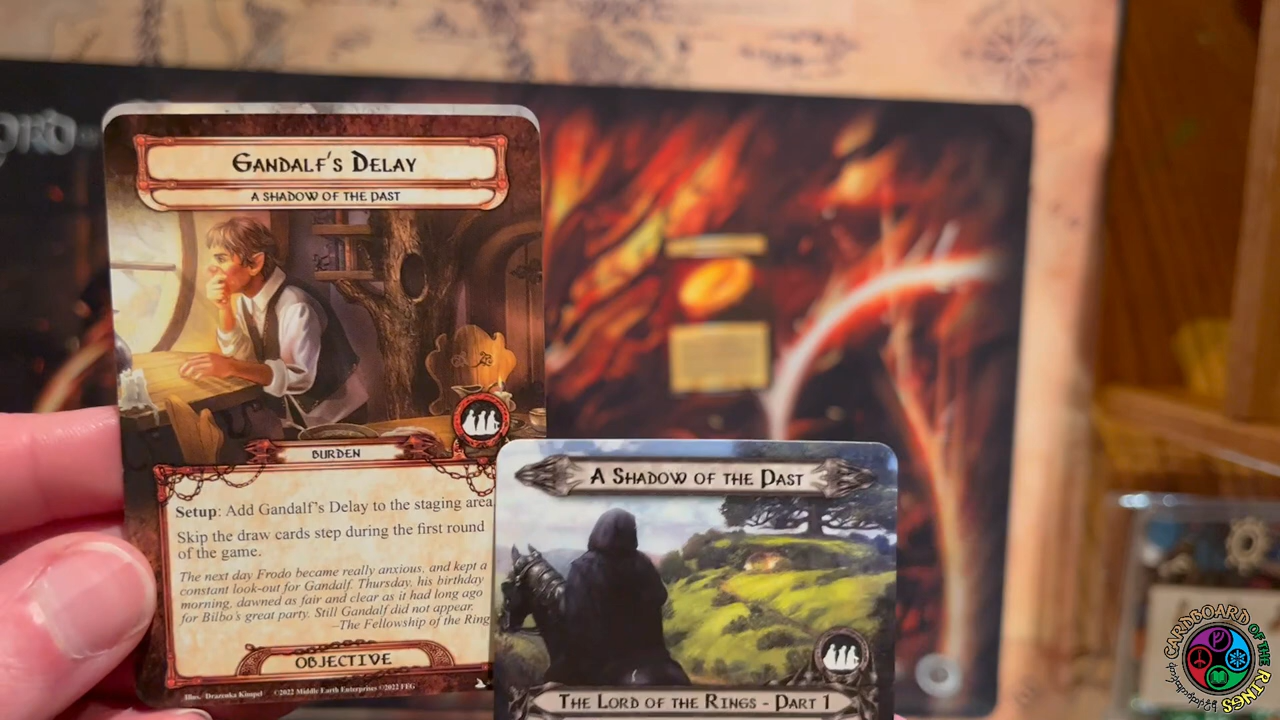 GANDALF'S DELAY
A SHADOW OF THE PAST
BURDEN
Setup: Add Gandalf's Delay to the staging area
Skip the draw cards step during the first round
of the game.
The next day Frodo became really anxious, and kept a
constant look-out for Gandalf. Thursday, his birthday
morning, dawned as fair and clear as it had long ago
for Bilbo's great party. Still Gandalf did not appear.
–The Fellowship of the Ring
OBJECTIVE
Illus. Drazenka Kimpel ©2022 Middle Earth Enterprises ©2022 FFG
A SHADOW OF THE PAST
THE LORD OF THE RINGS - PART 1
CARDBOARD OF THE RINGS